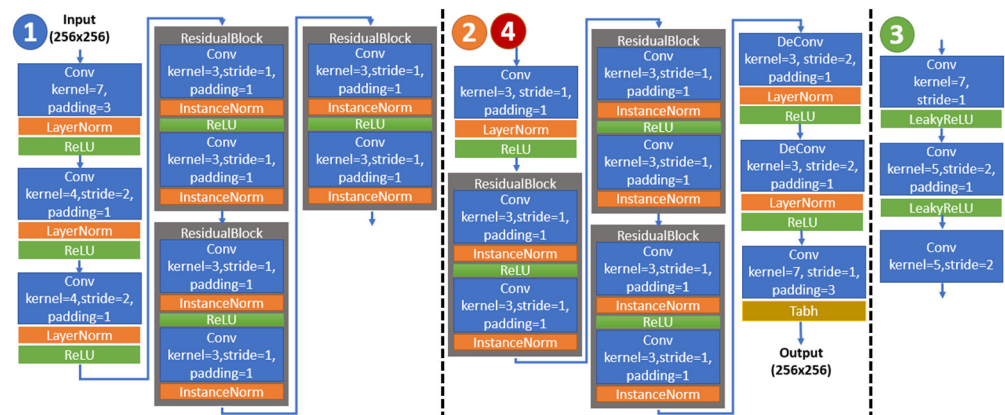 1
Input
(256x256)
Conv
kernel=7,
padding=3
LayerNorm
ReLU
Conv
kernel=4,stride=2,
padding=1
LayerNorm
ReLU
Conv
kernel=4,stride=2,
padding=1
LayerNorm
ReLU
ResidualBlock
Conv
kernel=3,stride=1,
padding=1
InstanceNorm
ReLU
Conv
kernel=3,stride=1,
padding=1
InstanceNorm
ResidualBlock
Conv
kernel=3,stride=1,
padding=1
InstanceNorm
ReLU
Conv
kernel=3,stride=1,
padding=1
InstanceNorm
ResidualBlock
Conv
kernel=3,stride=1,
padding=1
InstanceNorm
ReLU
Conv
kernel=3,stride=1,
padding=1
InstanceNorm
2 4
Conv
kernel=3, stride=1,
padding=1
LayerNorm
ReLU
ResidualBlock
Conv
kernel=3,stride=1,
padding=1
InstanceNorm
ReLU
Conv
kernel=3,stride=1,
padding=1
InstanceNorm
ResidualBlock
Conv
kernel=3,stride=1,
padding=1
InstanceNorm
ReLU
Conv
kernel=3,stride=1,
padding=1
InstanceNorm
ResidualBlock
Conv
kernel=3,stride=1,
padding=1
InstanceNorm
ReLU
Conv
kernel=3,stride=1,
padding=1
InstanceNorm
DeConv
kernel=3, stride=2,
padding=1
LayerNorm
ReLU
DeConv
kernel=3, stride=2,
padding=1
LayerNorm
ReLU
Conv
kernel=7, stride=1,
padding=3
Tabh
Output
(256x256)
3
Conv
kernel=7,
stride=1
LeakyReLU
Conv
kernel=5,stride=2,
padding=1
LeakyReLU
Conv
kernel=5,stride=2